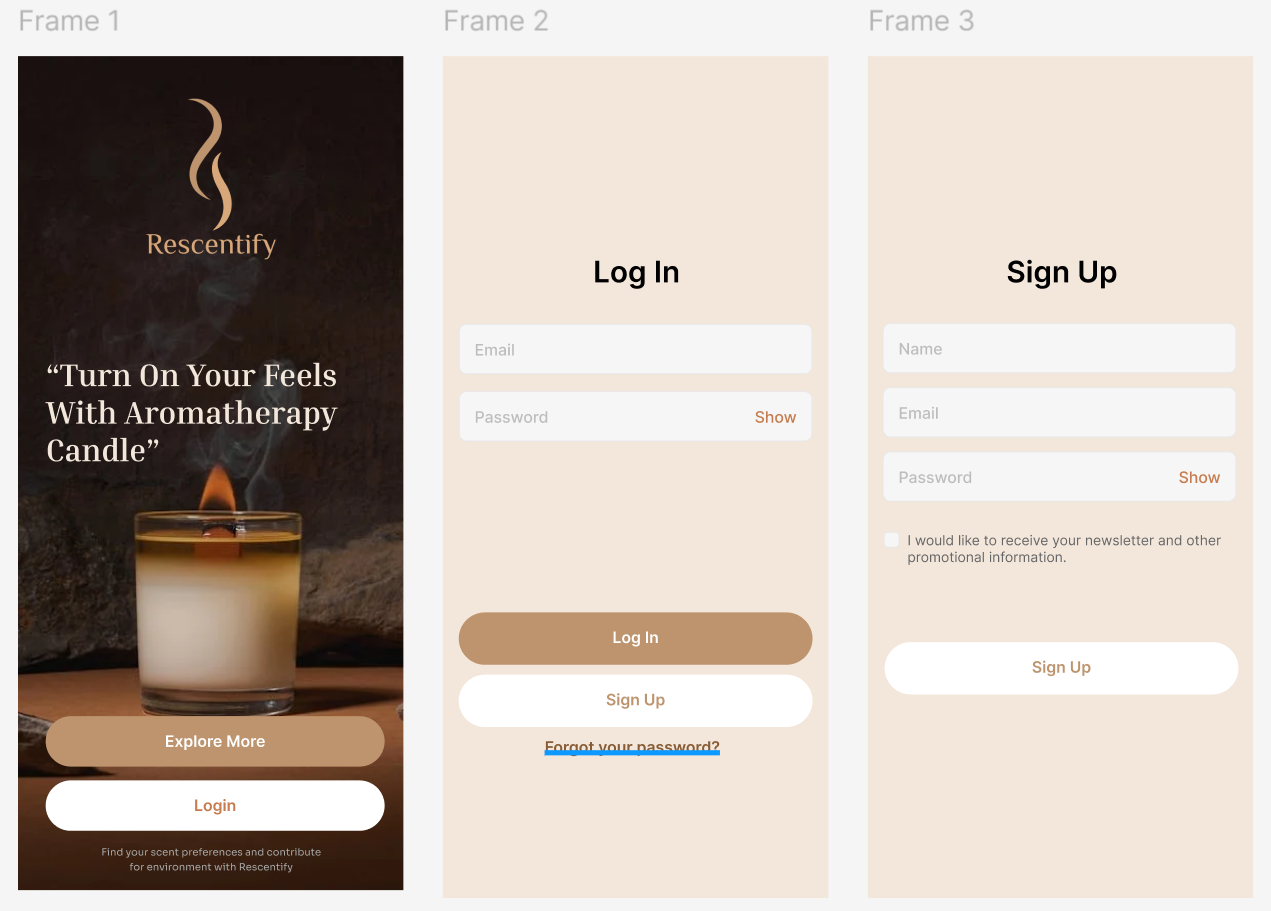 Frame 1
Rescentify
“Turn On Your Feels
With Aromatherapy
Candle”
Explore More
Login
Find your scent preferences and contribute
for environment with Rescentify
Frame 2
Log In
Email
Password Show
Log In
Sign Up
Forgot your password?
Frame 3
Sign Up
Name
Email
Password Show
I would like to receive your newsletter and other
promotional information.
Sign Up